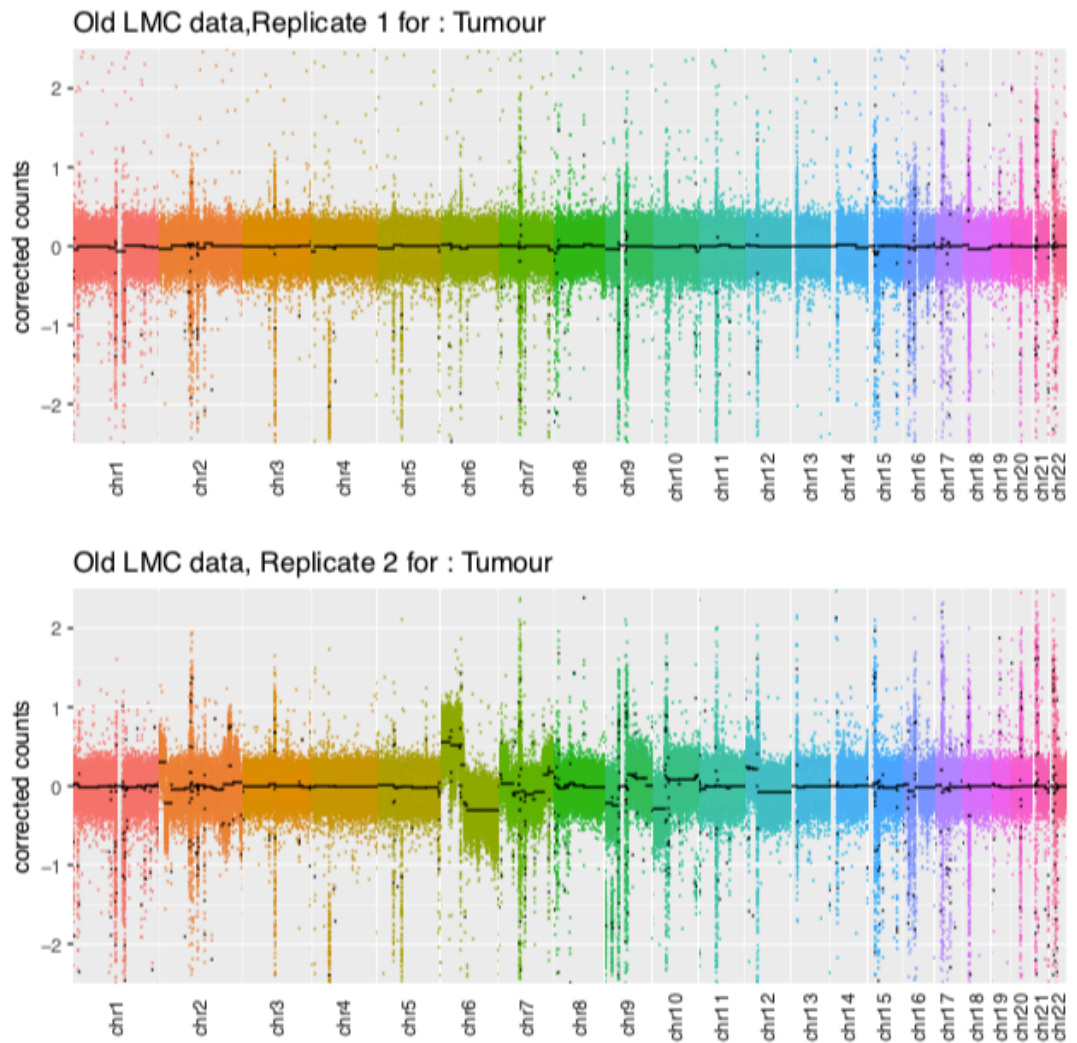 Old LMC data,Replicate 1 for : Tumour
corrected counts
2
1
0
−1
−2
chr1 chr2 chr3 chr4 chr5 chr6 chr7 chr8 chr9 chr10 chr11 chr12 chr13 chr14 chr15 chr16 chr17 chr18 chr19 chr20 chr21 chr22
Old LMC data, Replicate 2 for : Tumour
corrected counts
2
1
0
−1
−2
chr1 chr2 chr3 chr4 chr5 chr6 chr7 chr8 chr9 chr10 chr11 chr12 chr13 chr14 chr15 chr16 chr17 chr18 chr19 chr20 chr21 chr22